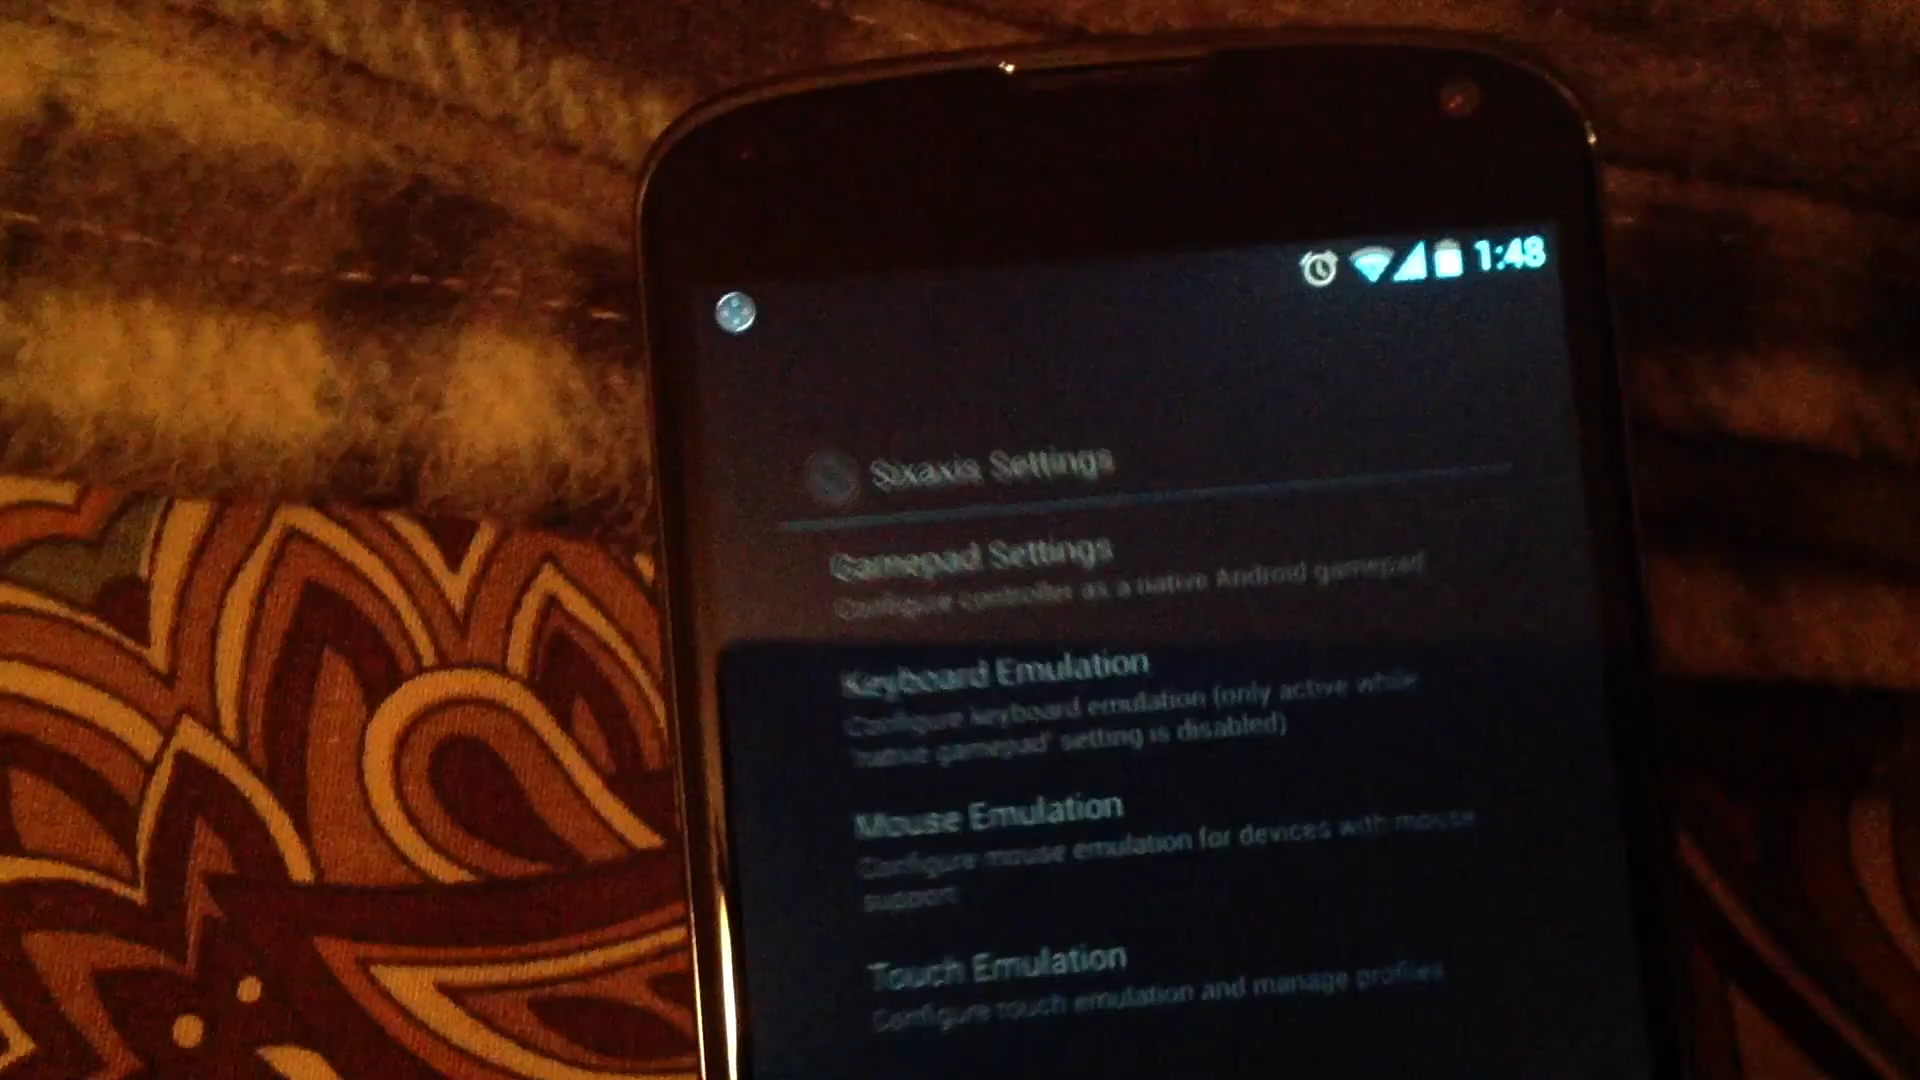 1:48
Sixaxis Settings
Gamepad Settings
Configure controller as a native Android gamepad
Keyboard Emulation
Configure keyboard emulation (only active while
'native gamepad' setting is disabled)
Mouse Emulation
Configure mouse emulation for devices with mouse
support
Touch Emulation
Configure touch emulation and manage profiles